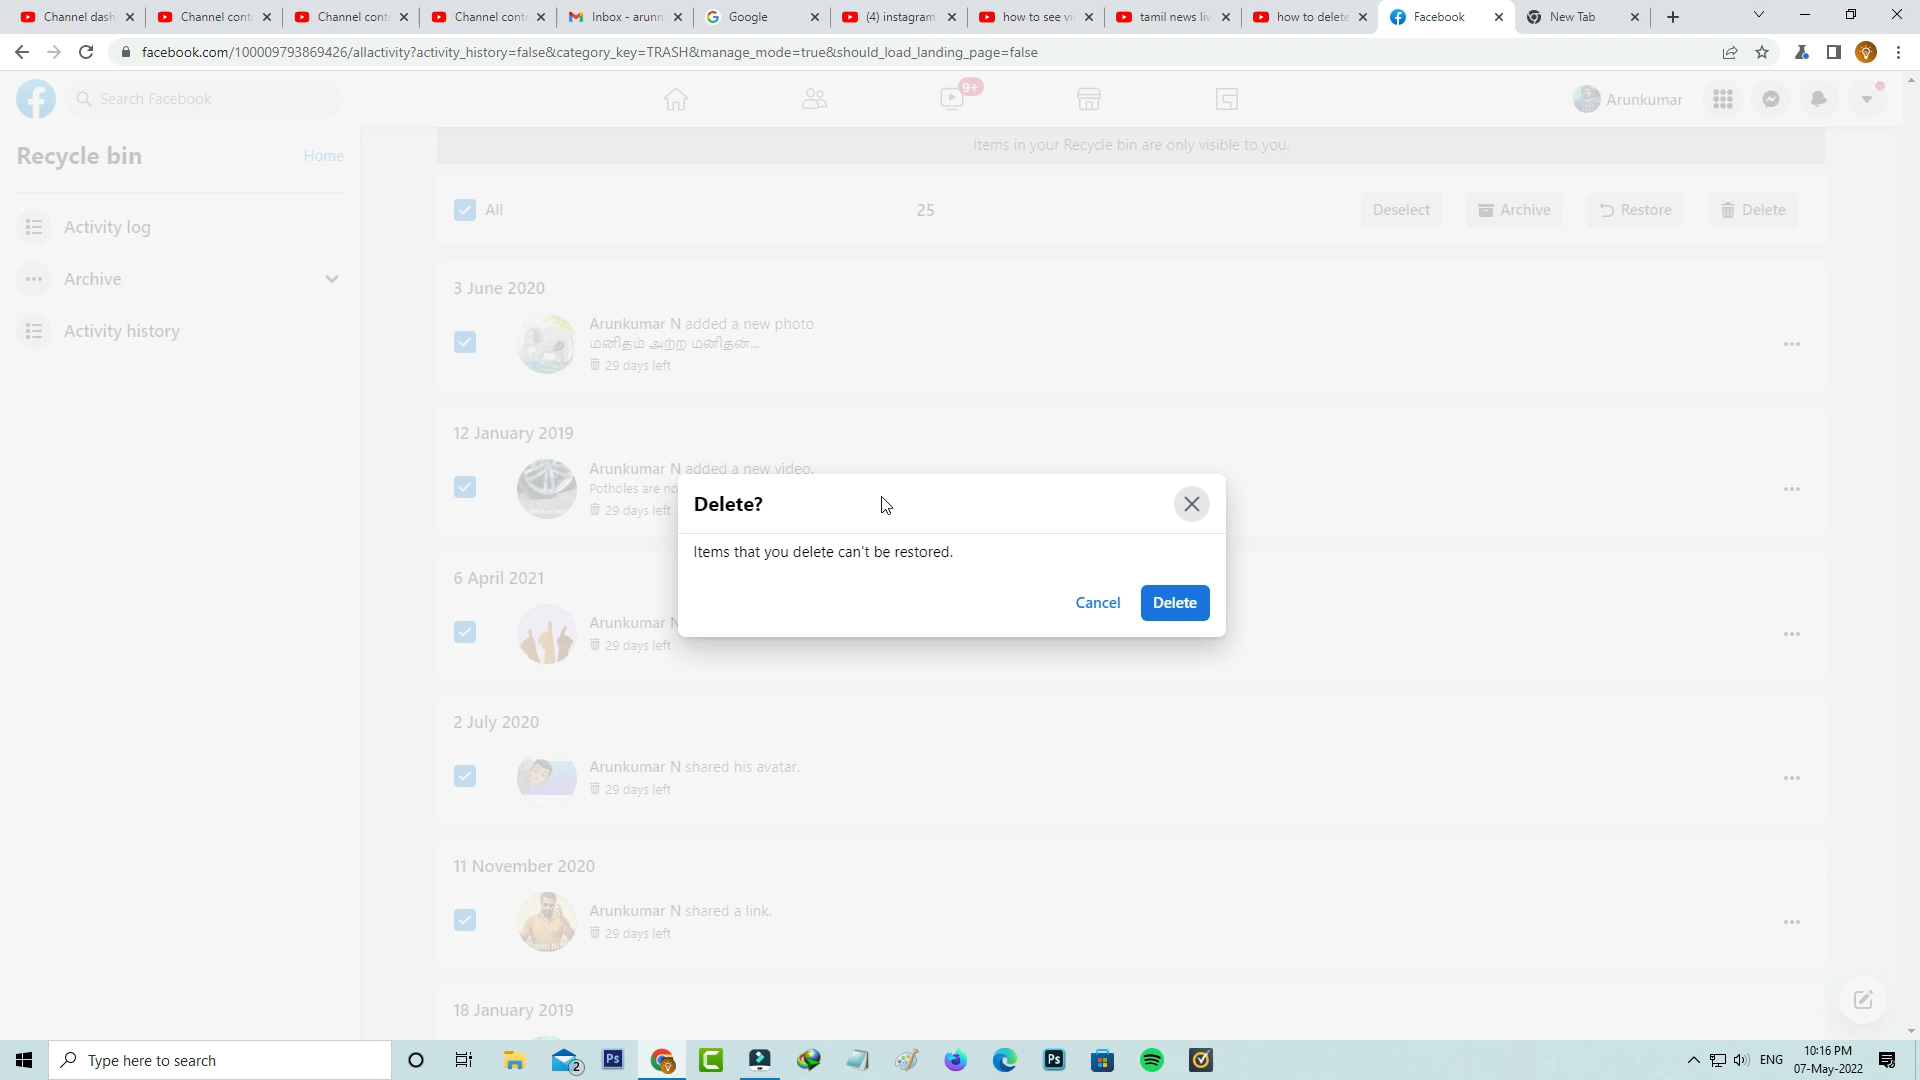 Channel dash
Channel cont
Channel cont
Channel cont
Inbox - arunn
Google
(4) instagram
how to see vi
tamil news liv
how to delete
Facebook
New Tab
facebook.com/100009793869426/allactivity?activity_history=false&category_key=TRASH&manage_mode=true&should_load_landing_page=false
Search Facebook
9+
Arunkumar
Recycle bin
Home
Items in your Recycle bin are only visible to you.
Activity log
Archive
Activity history
All
25
Deselect
Archive
Restore
Delete
3 June 2020
Arunkumar N added a new photo.
மனிதம் அற்ற மனிதன்...
29 days left
12 January 2019
Arunkumar N added a new video.
Potholes are no
29 days left
Delete?
Items that you delete can't be restored.
Cancel
Delete
6 April 2021
Arunkumar N
29 days left
2 July 2020
Arunkumar N shared his avatar.
29 days left
11 November 2020
Arunkumar N shared a link.
29 days left
18 January 2019
Type here to search
2
Ps
Ps
ENG
10:16 PM
07-May-2022